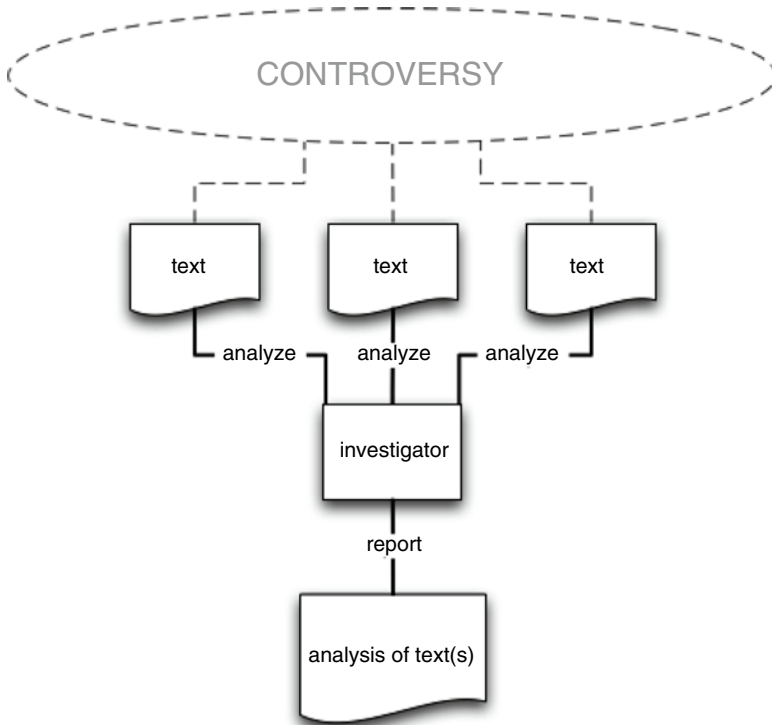 CONTROVERSY
text text text
analyze analyze analyze
investigator
report
analysis of text(s)